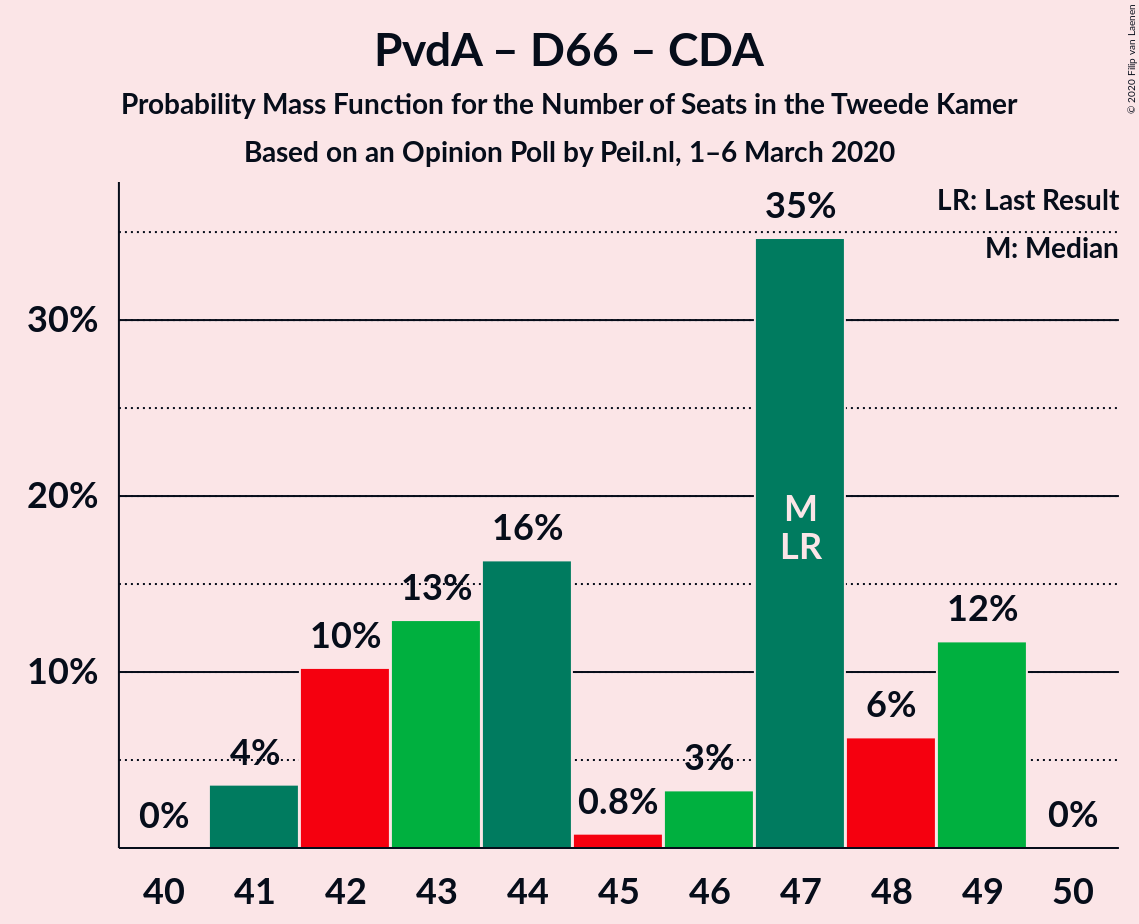 PvdA – D66 – CDA
Probability Mass Function for the Number of Seats in the Tweede Kamer
Based on an Opinion Poll by Peil.nl, 1–6 March 2020
© 2020 Filip van Laenen
LR: Last Result
M: Median
30%
20%
10%
0%
4%
10%
13%
16%
0.8%
3%
35%
M
LR
6%
12%
0%
40 41 42 43 44 45 46 47 48 49 50